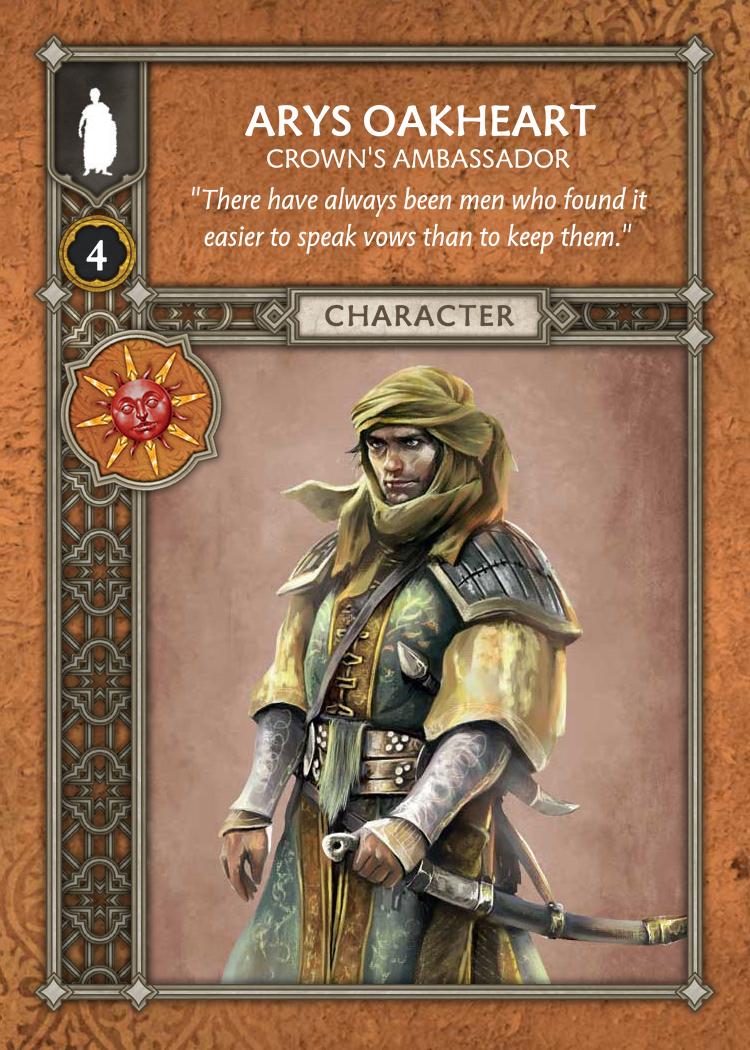 ARYS OAKHEART
CROWN'S AMBASSADOR
"There have always been men who found it
easier to speak vows than to keep them."
4
CHARACTER